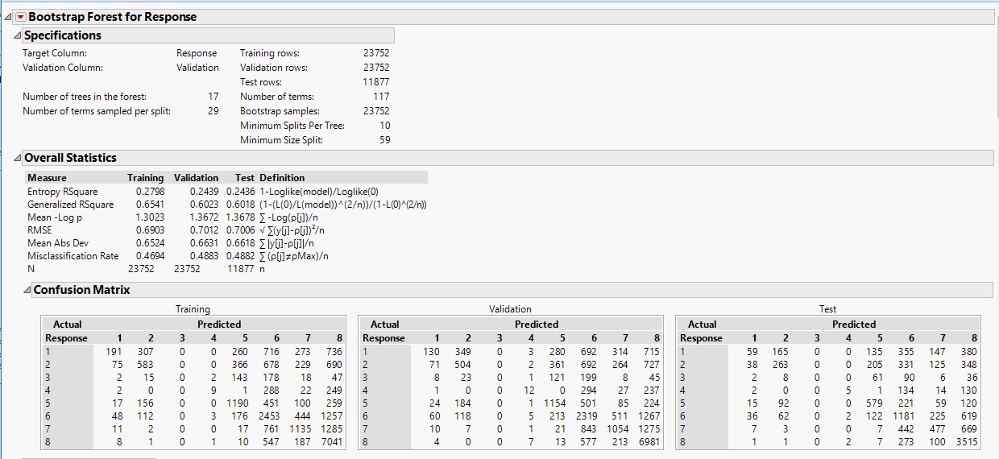 Bootstrap Forest for Response
Specifications
Target Column: Response Training rows: 23752
Validation Column: Validation Validation rows: 23752
Test rows: 11877
Number of trees in the forest: 17 Number of terms: 117
Number of terms sampled per split: 29 Bootstrap samples: 23752
Minimum Splits Per Tree: 10
Minimum Size Split: 59
Overall Statistics
Measure Training Validation Test Definition
Entropy RSquare 0.2798 0.2439 0.2436 1-Loglike(model)/Loglike(0)
Generalized RSquare 0.6541 0.6023 0.6018 (1-(L(0)/L(model))^(2/n))/(1-L(0)^(2/n))
Mean -Log p 1.3023 1.3672 1.3678 ∑ -Log(ρ[j])/n
RMSE 0.6903 0.7012 0.7006 √ ∑(y[j]-ρ[j])²/n
Mean Abs Dev 0.6524 0.6631 0.6618 ∑ |y[j]-ρ[j]|/n
Misclassification Rate 0.4694 0.4883 0.4882 ∑ (ρ[j]≠ρMax)/n
N 23752 23752 11877 n
Confusion Matrix
Training Validation Test
Actual Predicted Actual Predicted Actual Predicted
Response 1 2 3 4 5 6 7 8 Response 1 2 3 4 5 6 7 8 Response 1 2 3 4 5 6 7 8
1 191 307 0 0 260 716 273 736 1 130 349 0 3 280 692 314 715 1 59 165 0 0 135 355 147 380
2 75 583 0 0 366 678 229 690 2 71 504 0 2 361 692 264 727 2 38 263 0 0 205 331 125 348
3 2 15 0 2 143 178 18 47 3 8 23 0 1 121 199 8 45 3 2 8 0 0 61 90 6 36
4 2 0 0 9 1 288 22 249 4 1 0 0 12 0 294 27 237 4 2 0 0 5 1 134 14 130
5 17 156 0 0 1190 451 100 259 5 24 184 0 1 1154 501 85 224 5 15 92 0 0 579 221 59 120
6 48 112 0 3 176 2453 444 1257 6 60 118 0 5 213 2319 511 1267 6 36 62 0 2 122 1181 225 619
7 11 2 0 0 17 761 1135 1285 7 10 7 0 1 21 843 1054 1275 7 7 3 0 0 7 442 477 669
8 8 1 0 1 10 547 187 7041 8 4 0 0 7 13 577 213 6981 8 1 1 0 2 7 273 100 3515